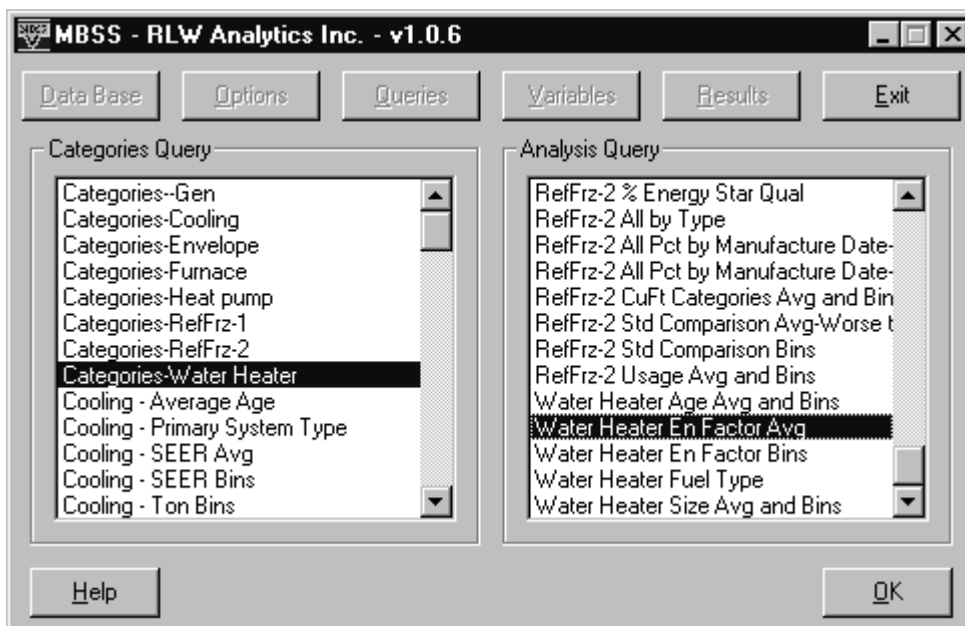 MBSS - RLW Analytics Inc. - v1.0.6
Data Base Options Queries Variables Results Exit
Categories Query
Categories--Gen
Categories-Cooling
Categories-Envelope
Categories-Furnace
Categories-Heat pump
Categories-RefFrz-1
Categories-RefFrz-2
Categories-Water Heater
Cooling - Average Age
Cooling - Primary System Type
Cooling - SEER Avg
Cooling - SEER Bins
Cooling - Ton Bins
Analysis Query
RefFrz-2 % Energy Star Qual
RefFrz-2 All by Type
RefFrz-2 All Pct by Manufacture Date-
RefFrz-2 All Pct by Manufacture Date-
RefFrz-2 CuFt Categories Avg and Bin
RefFrz-2 Std Comparison Avg-Worse t
RefFrz-2 Std Comparison Bins
RefFrz-2 Usage Avg and Bins
Water Heater Age Avg and Bins
Water Heater En Factor Avg
Water Heater En Factor Bins
Water Heater Fuel Type
Water Heater Size Avg and Bins
Help OK